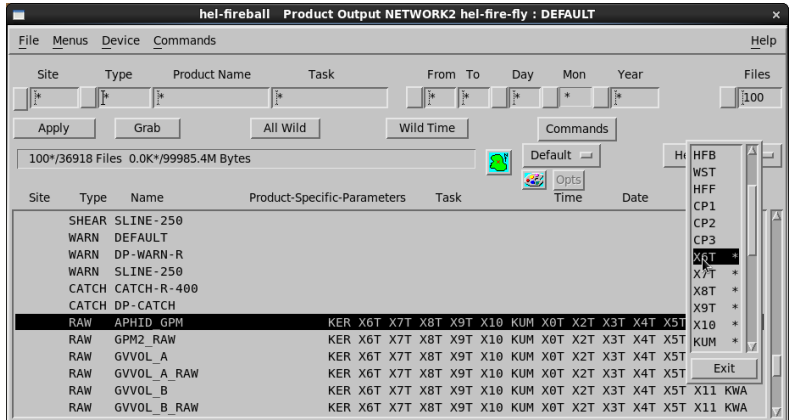 hel-fireball Product Output NETWORK2 hel-fire-fly : DEFAULT
File Menus Device Commands Help
Site Type Product Name Task From To Day Mon Year Files
* * * * * * * * * 100
Apply Grab All Wild Wild Time Commands
100*/36918 Files 0.0K*/99985.4M Bytes Default
Opts
Site Type Name Product-Specific-Parameters Task Time Date
SHEAR SLINE-250
WARN DEFAULT
WARN DP-WARN-R
WARN SLINE-250
CATCH CATCH-R-400
CATCH DP-CATCH
RAW APHID_GPM KER X6T X7T X8T X9T X10 KUM X0T X2T X3T X4T X5T
RAW GPM2_RAW KER X6T X7T X8T X9T X10 KUM X0T X2T X3T X4T X5T
RAW GVVOL_A KER X6T X7T X8T X9T X10 KUM X0T X2T X3T X4T X5T
RAW GVVOL_A_RAW KER X6T X7T X8T X9T X10 KUM X0T X2T X3T X4T X5T
RAW GVVOL_B KER X6T X7T X8T X9T X10 KUM X0T X2T X3T X4T X5T X11 KWA
RAW GVVOL_B_RAW KER X6T X7T X8T X9T X10 KUM X0T X2T X3T X4T X5T X11 KWA
HFB
WST
HFF
CP1
CP2
CP3
X6T *
X7T *
X8T *
X9T *
X10 *
KUM *
Exit